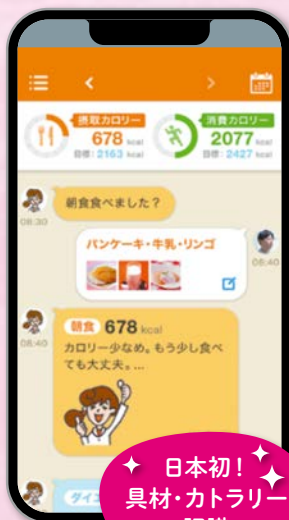 摂取カロリー
678 kcal
目標：2163 kcal
消費カロリー
2077 kcal
目標：2427 kcal
朝食食べました？
08:30
パンケーキ・牛乳・リンゴ
08:40
朝食 678 kcal
カロリー少なめ。もう少し食べ
ても大丈夫。...
08:40
ダイエ
日本初！
具材・カトラリー